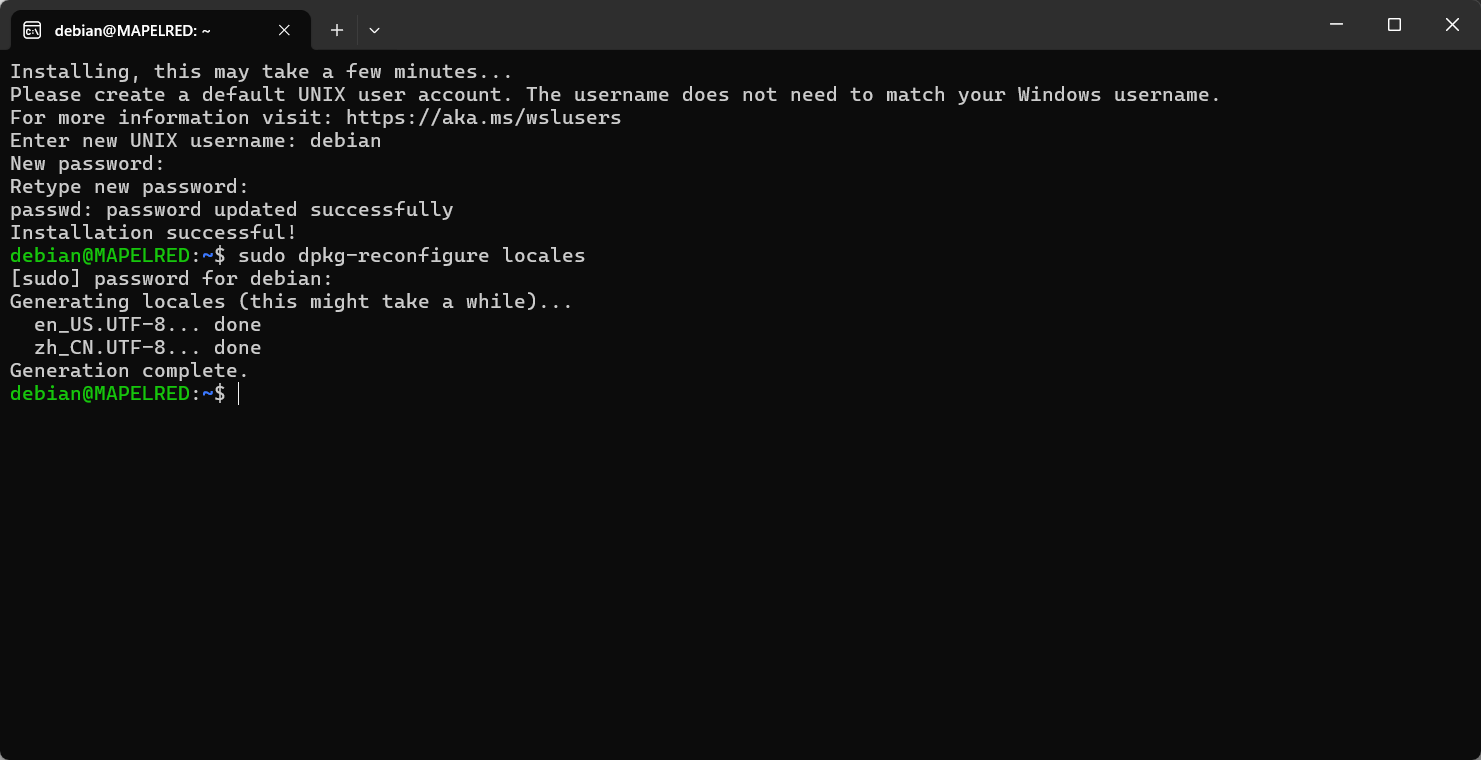 debian@MAPELRED: ~
Installing, this may take a few minutes...
Please create a default UNIX user account. The username does not need to match your Windows username.
For more information visit: https://aka.ms/wslusers
Enter new UNIX username: debian
New password:
Retype new password:
passwd: password updated successfully
Installation successful!
debian@MAPELRED:~$ sudo dpkg-reconfigure locales
[sudo] password for debian:
Generating locales (this might take a while)...
  en_US.UTF-8... done
  zh_CN.UTF-8... done
Generation complete.
debian@MAPELRED:~$